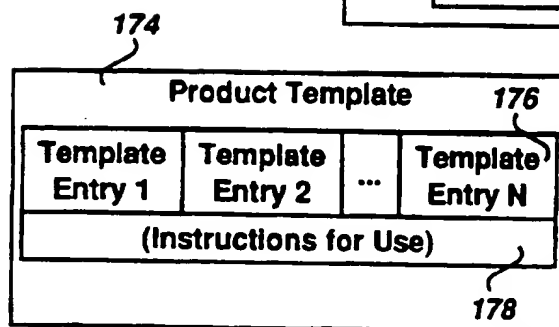 174
Product Template 176
Template Entry 1 Template Entry 2 ... Template Entry N
(Instructions for Use)
178